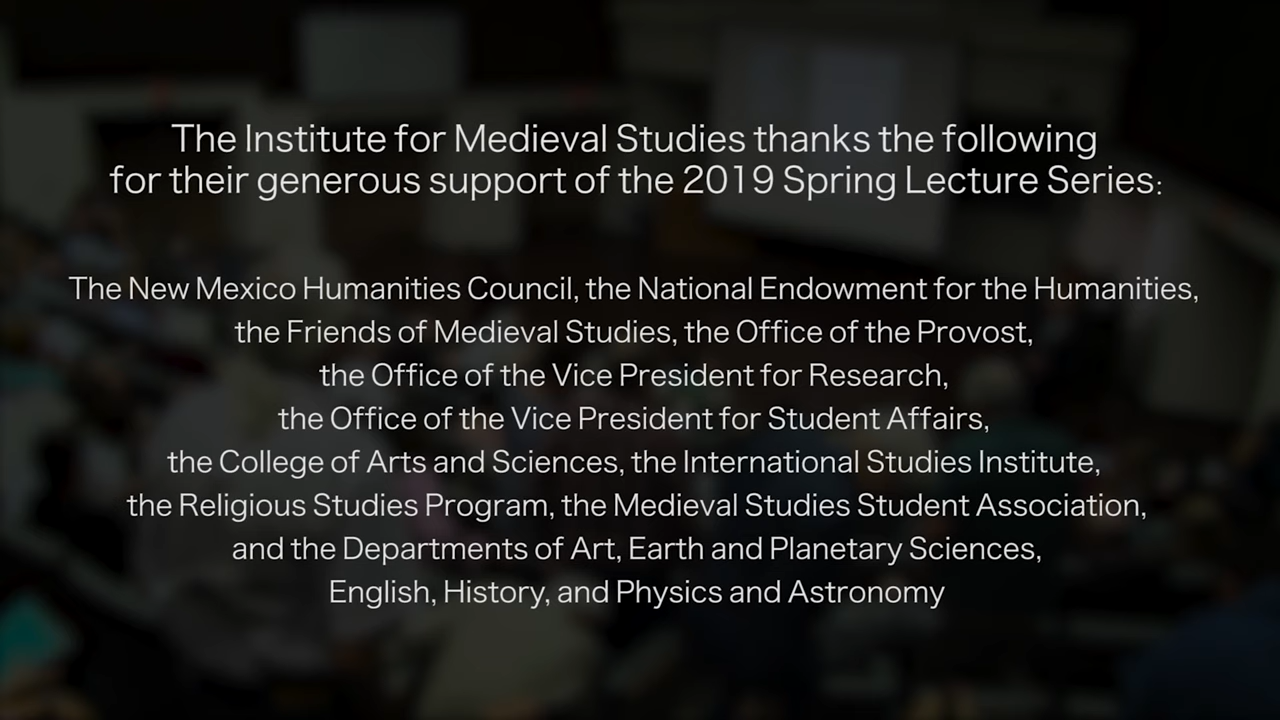 The Institute for Medieval Studies thanks the following
for their generous support of the 2019 Spring Lecture Series:
The New Mexico Humanities Council, the National Endowment for the Humanities,
the Friends of Medieval Studies, the Office of the Provost,
the Office of the Vice President for Research,
the Office of the Vice President for Student Affairs,
the College of Arts and Sciences, the International Studies Institute,
the Religious Studies Program, the Medieval Studies Student Association,
and the Departments of Art, Earth and Planetary Sciences,
English, History, and Physics and Astronomy